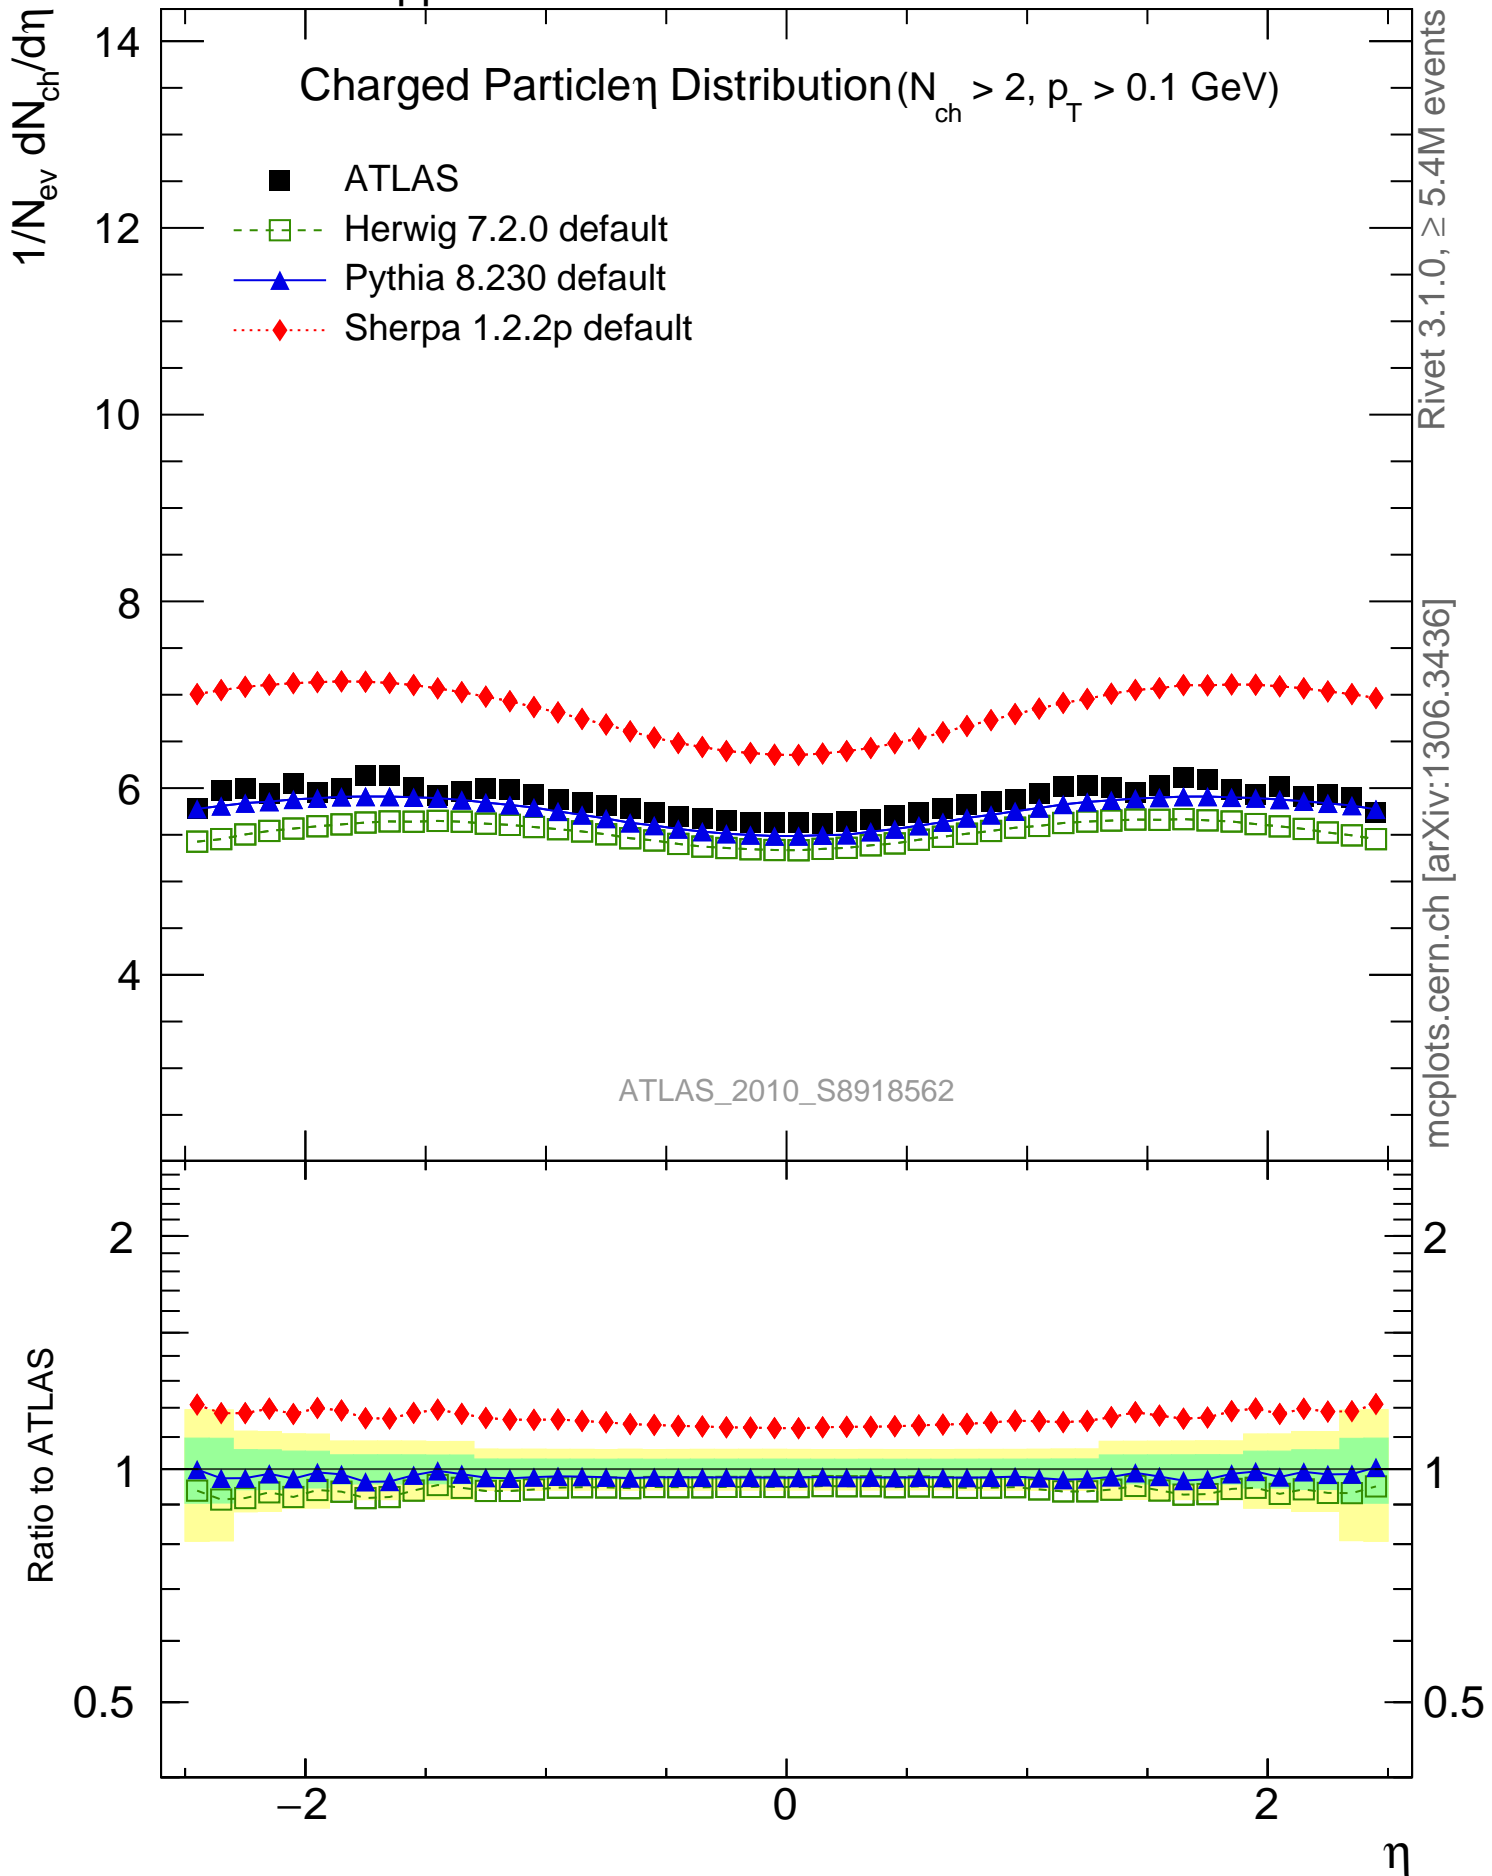 pp
1/N_ev dN_ch/dη
Charged Particleη Distribution (N_ch > 2, p_T > 0.1 GeV)
ATLAS
Herwig 7.2.0 default
Pythia 8.230 default
Sherpa 1.2.2p default
14
12
10
8
6
4
ATLAS_2010_S8918562
Rivet 3.1.0, ≥ 5.4M events
mcplots.cern.ch [arXiv:1306.3436]
Ratio to ATLAS
2
1
0.5
2
1
0.5
−2
0
2
η